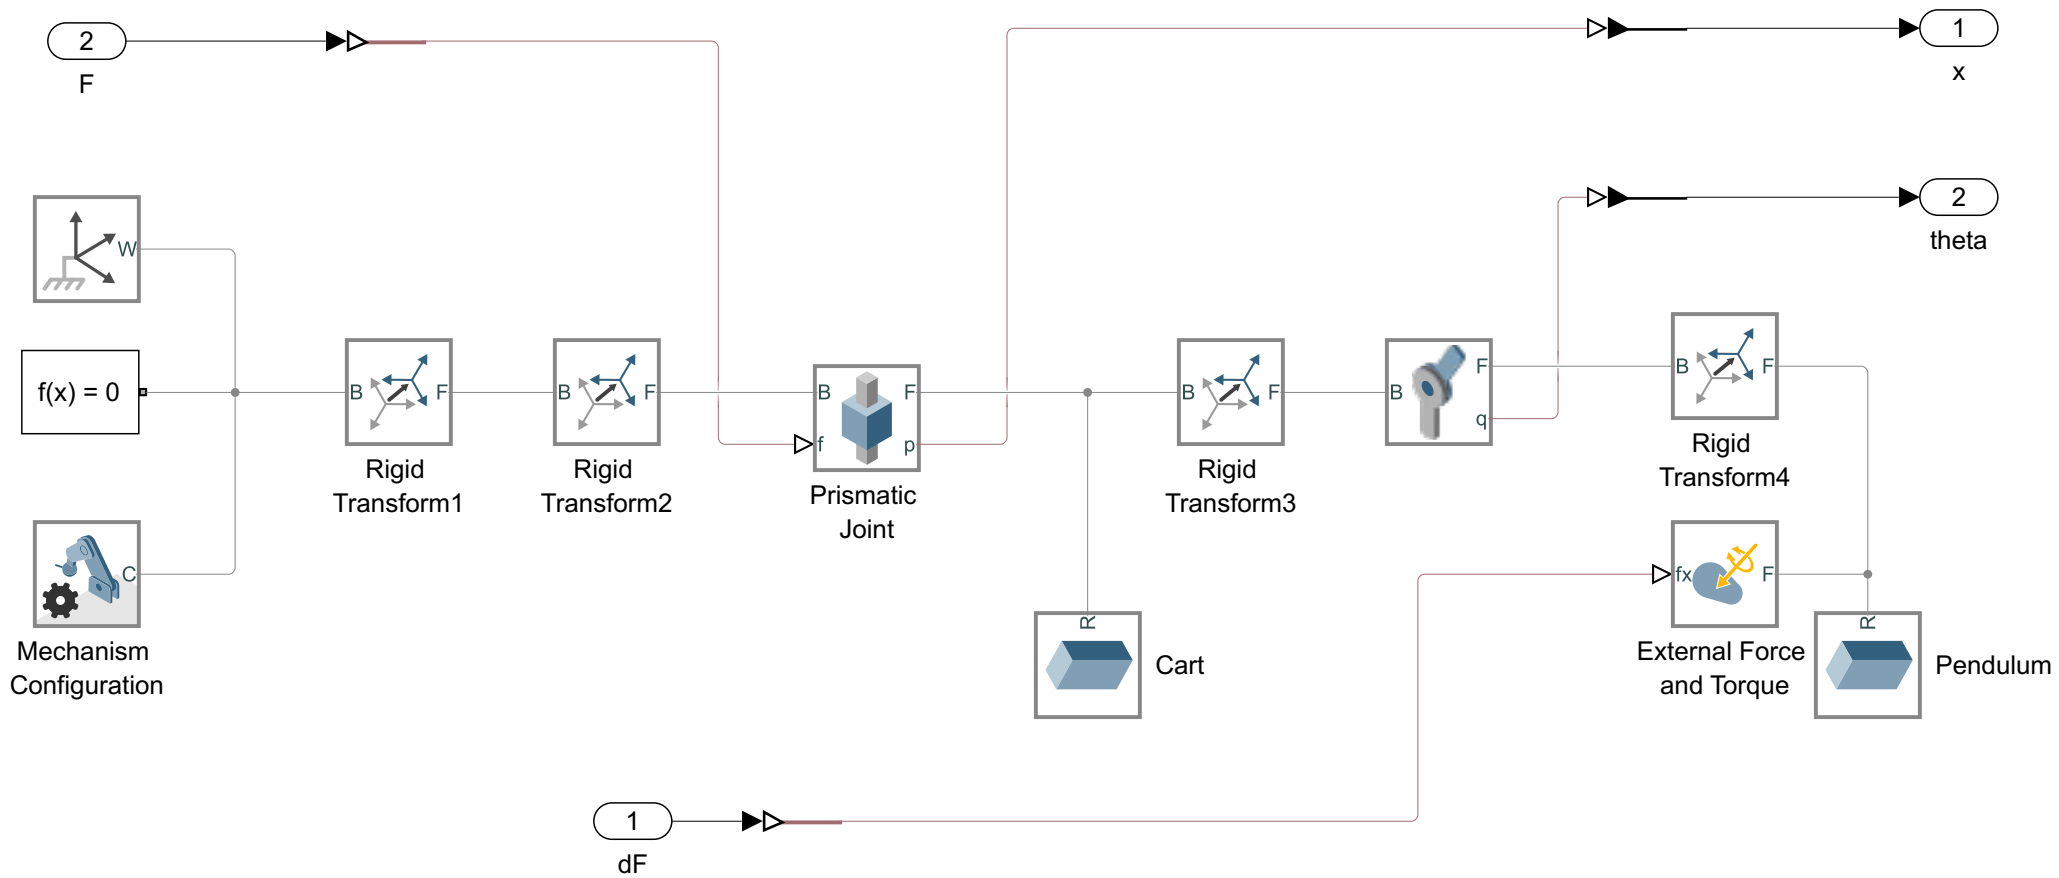 2
F
1
x
2
theta
W
f(x) = 0
C
Mechanism
Configuration
B
F
Rigid
Transform1
B
F
Rigid
Transform2
B
F
f
p
Prismatic
Joint
R
Cart
B
F
Rigid
Transform3
B
F
q
B
F
Rigid
Transform4
fx
F
External Force
and Torque
R
Pendulum
1
dF